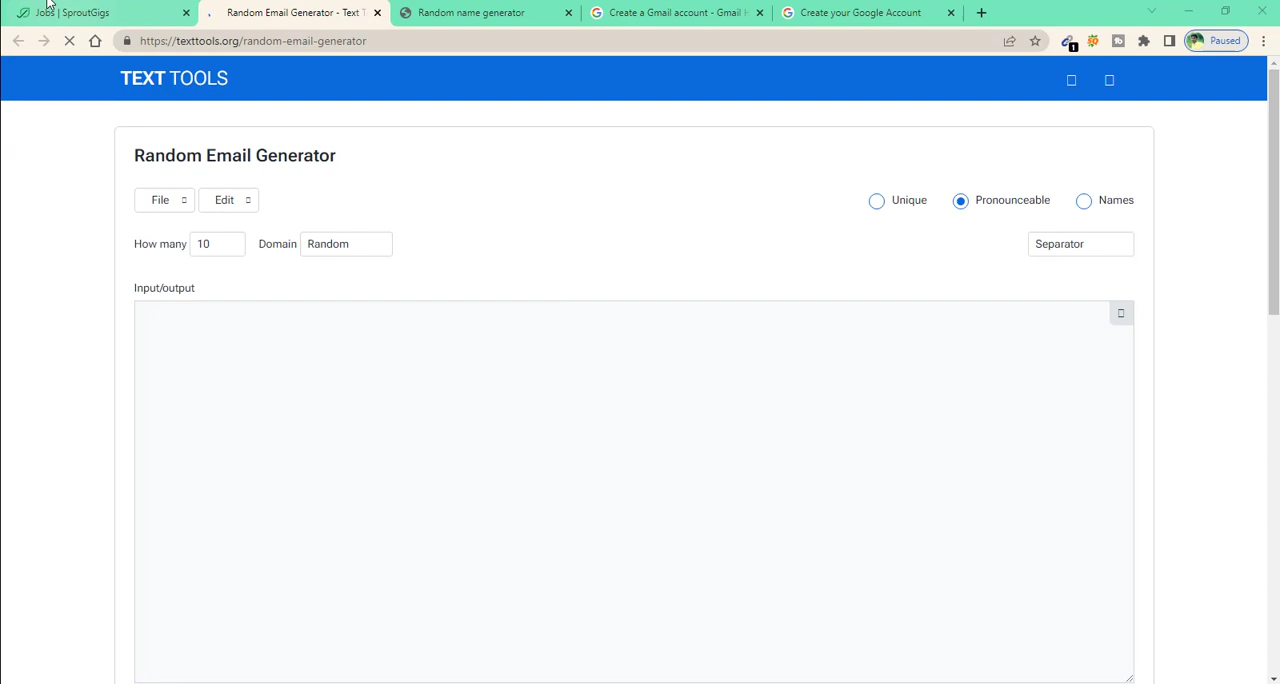 Jobs | SproutGigs
Random Email Generator - Text T
Random name generator
Create a Gmail account - Gmail H
Create your Google Account
https://texttools.org/random-email-generator
1
Paused
TEXT TOOLS
Random Email Generator
File
Edit
Unique
Pronounceable
Names
How many
10
Domain
Random
Separator
Input/output